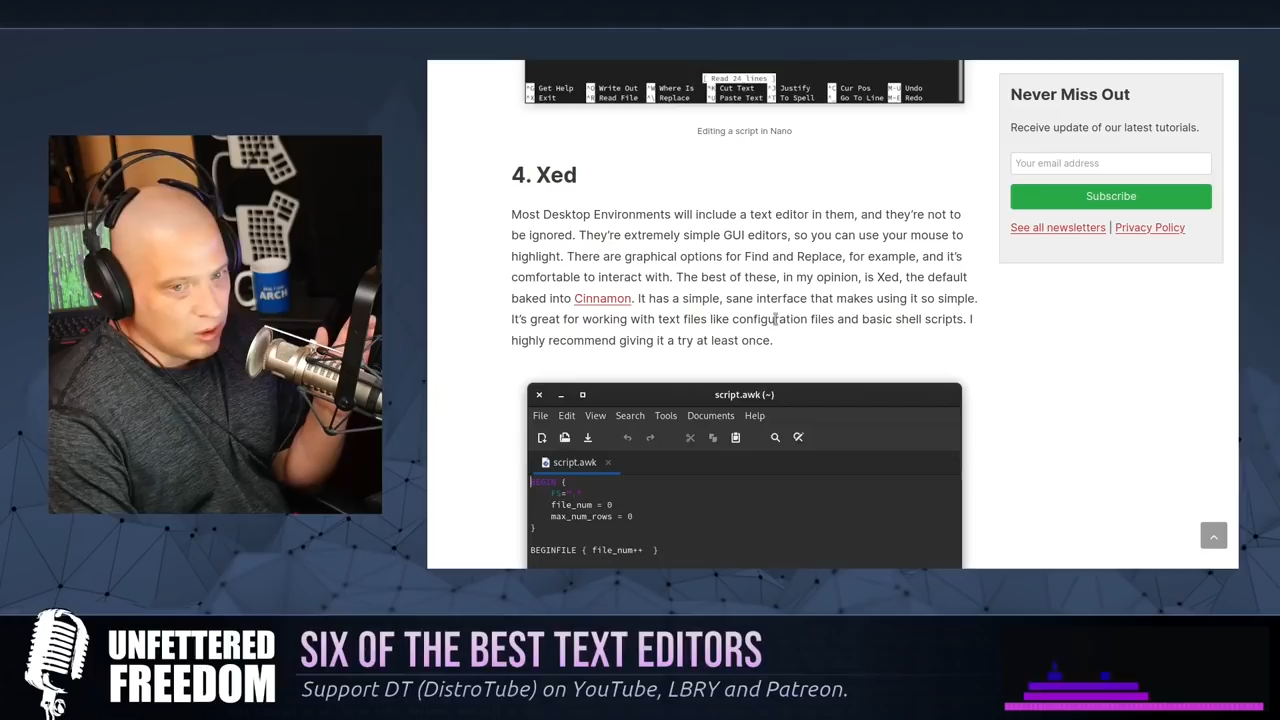 [ Read 24 lines ]
^G Get Help ^O Write Out ^W Where Is ^K Cut Text ^J Justify ^C Cur Pos M-U Undo
^X Exit ^R Read File ^\ Replace ^U Paste Text ^T To Spell ^_ Go To Line M-E Redo
Editing a script in Nano
4. Xed
Most Desktop Environments will include a text editor in them, and they’re not to
be ignored. They’re extremely simple GUI editors, so you can use your mouse to
highlight. There are graphical options for Find and Replace, for example, and it’s
comfortable to interact with. The best of these, in my opinion, is Xed, the default
baked into Cinnamon. It has a simple, sane interface that makes using it so simple.
It’s great for working with text files like configuration files and basic shell scripts. I
highly recommend giving it a try at least once.
script.awk (~)
File Edit View Search Tools Documents Help
script.awk
BEGIN {
FS=","
file_num = 0
max_num_rows = 0
}
BEGINFILE { file_num++ }
Never Miss Out
Receive update of our latest tutorials.
Your email address
Subscribe
See all newsletters | Privacy Policy
ARCH
UNFETTERED
FREEDOM
SIX OF THE BEST TEXT EDITORS
Support DT (DistroTube) on YouTube, LBRY and Patreon.